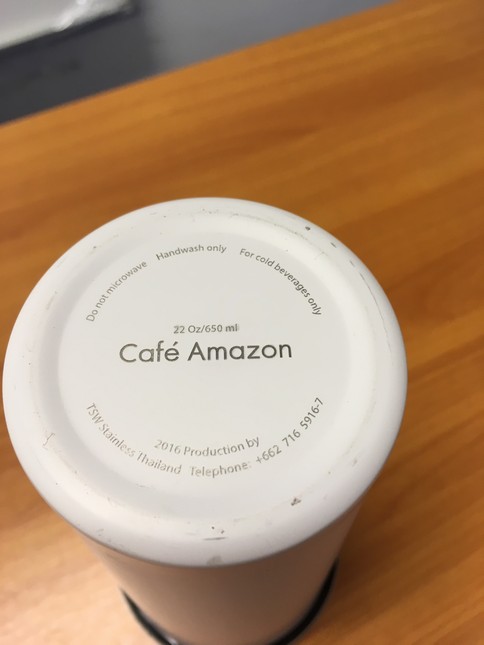 Do not microwave Handwash only For cold beverages only
22 Oz/650 ml
Café Amazon
2016 Production by
TSW Stainless Thailand Telephone: +662 716 5916-7